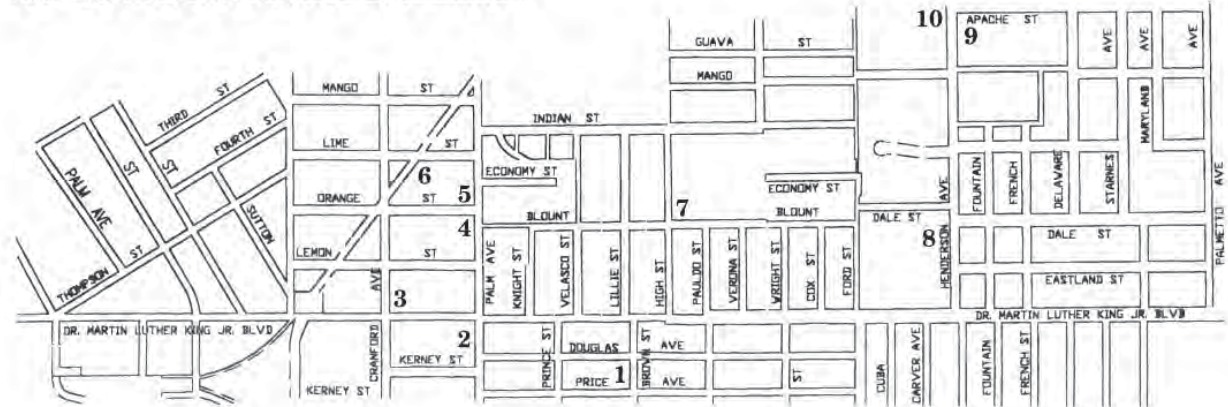 10 APACHE ST
9
GUAVA ST
AVE AVE AVE
MANGO
MANGO ST
THIRD ST
FOURTH ST
ST ST
INDIAN ST
MARYLAND
LIME ST
PALM AVE
ECONOMY ST
6
5
ORANGE ST
ECONOMY ST
7
BLOUNT
BLOUNT
DALE ST
AVE
FOUNTAIN
FRENCH
DELAWARE
STARNES
PALMETTO AVE
SUTTON
4
LEMON ST
8
DALE ST
THOMPSON ST
PALM AVE
KNIGHT ST
VELASCO ST
LILLIE ST
HIGH ST
PAULDO ST
VERONA ST
WRIGHT ST
COX ST
FORD ST
HENDERSON
EASTLAND ST
AVE
3
DR. MARTIN LUTHER KING JR. BLVD
DR. MARTIN LUTHER KING JR. BLVD
CRANFORD
2
PRINCE ST
DOUGLAS AVE
BROWN ST
KERNEY ST
KERNEY ST
PRICE 1 AVE
ST
CUBA
CARVER AVE
FOUNTAIN
FRENCH ST